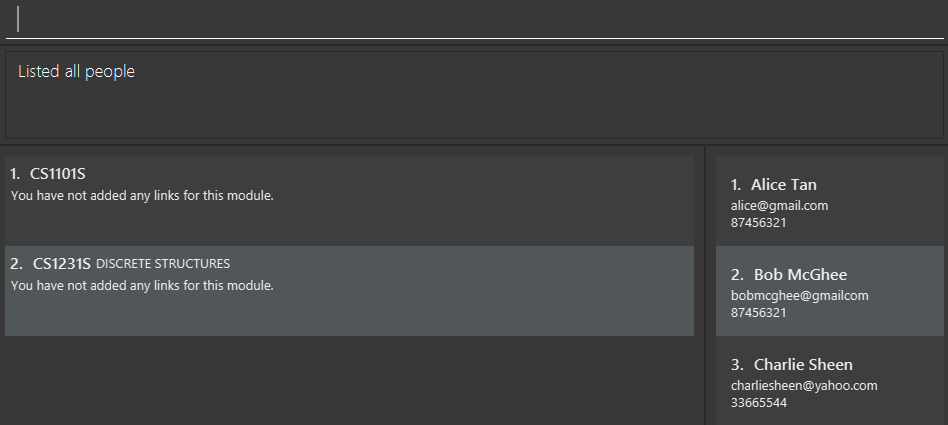 Listed all people
1. CS1101S
You have not added any links for this module.
2. CS1231S DISCRETE STRUCTURES
You have not added any links for this module.
1. Alice Tan
alice@gmail.com
87456321
2. Bob McGhee
bobmcghee@gmailcom
87456321
3. Charlie Sheen
charliesheen@yahoo.com
33665544